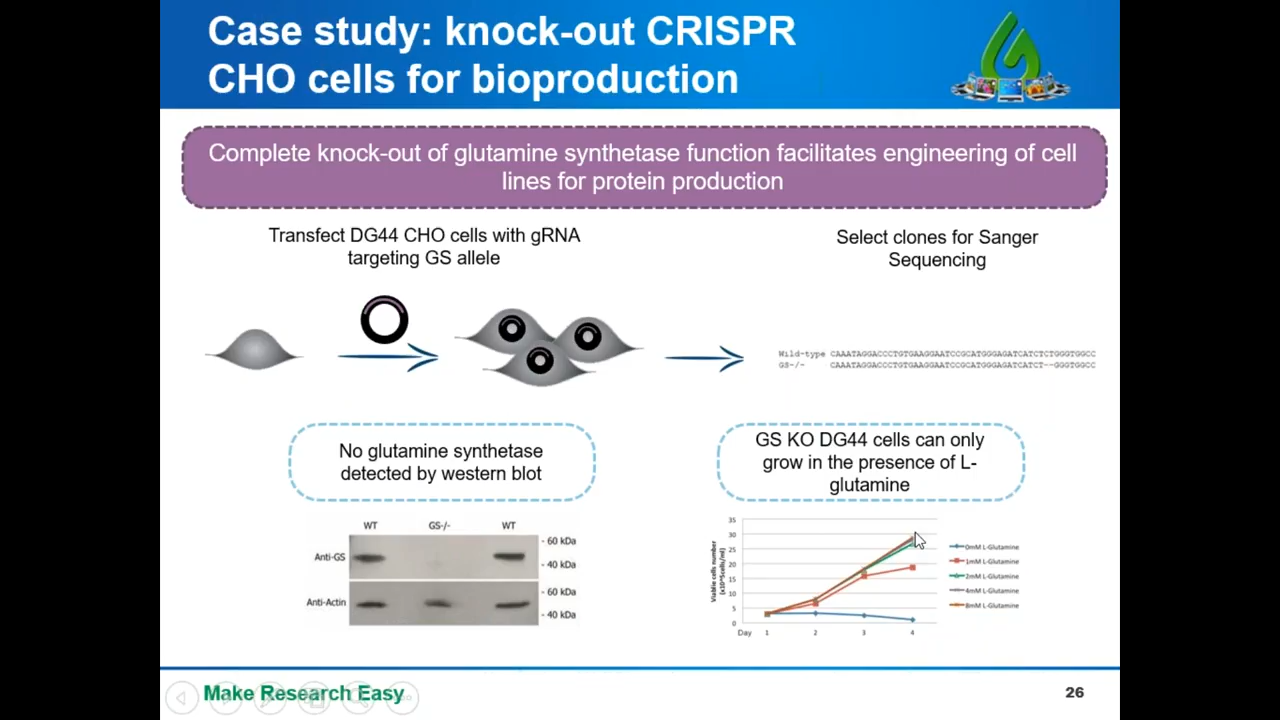 Case study: knock-out CRISPR
CHO cells for bioproduction
Complete knock-out of glutamine synthetase function facilitates engineering of cell
lines for protein production
Transfect DG44 CHO cells with gRNA
targeting GS allele
Select clones for Sanger
Sequencing
Wild-type CAAATAGGACCCTGTGAAGGAATCCGCATGGGAGATCATCTCTGGGTGGCC
GS-/- CAAATAGGACCCTGTGAAGGAATCCGCATGGGAGATCATCT--GGGTGGCC
No glutamine synthetase
detected by western blot
GS KO DG44 cells can only
grow in the presence of L-
glutamine
WT GS-/- WT
Anti-GS
60 kDa
40 kDa
Anti-Actin
60 kDa
40 kDa
Viable cells number
(x10^5cells/ml)
35
30
25
20
15
10
5
0
Day 1 2 3 4
0mM L-Glutamine
1mM L-Glutamine
2mM L-Glutamine
4mM L-Glutamine
8mM L-Glutamine
Make Research Easy
26